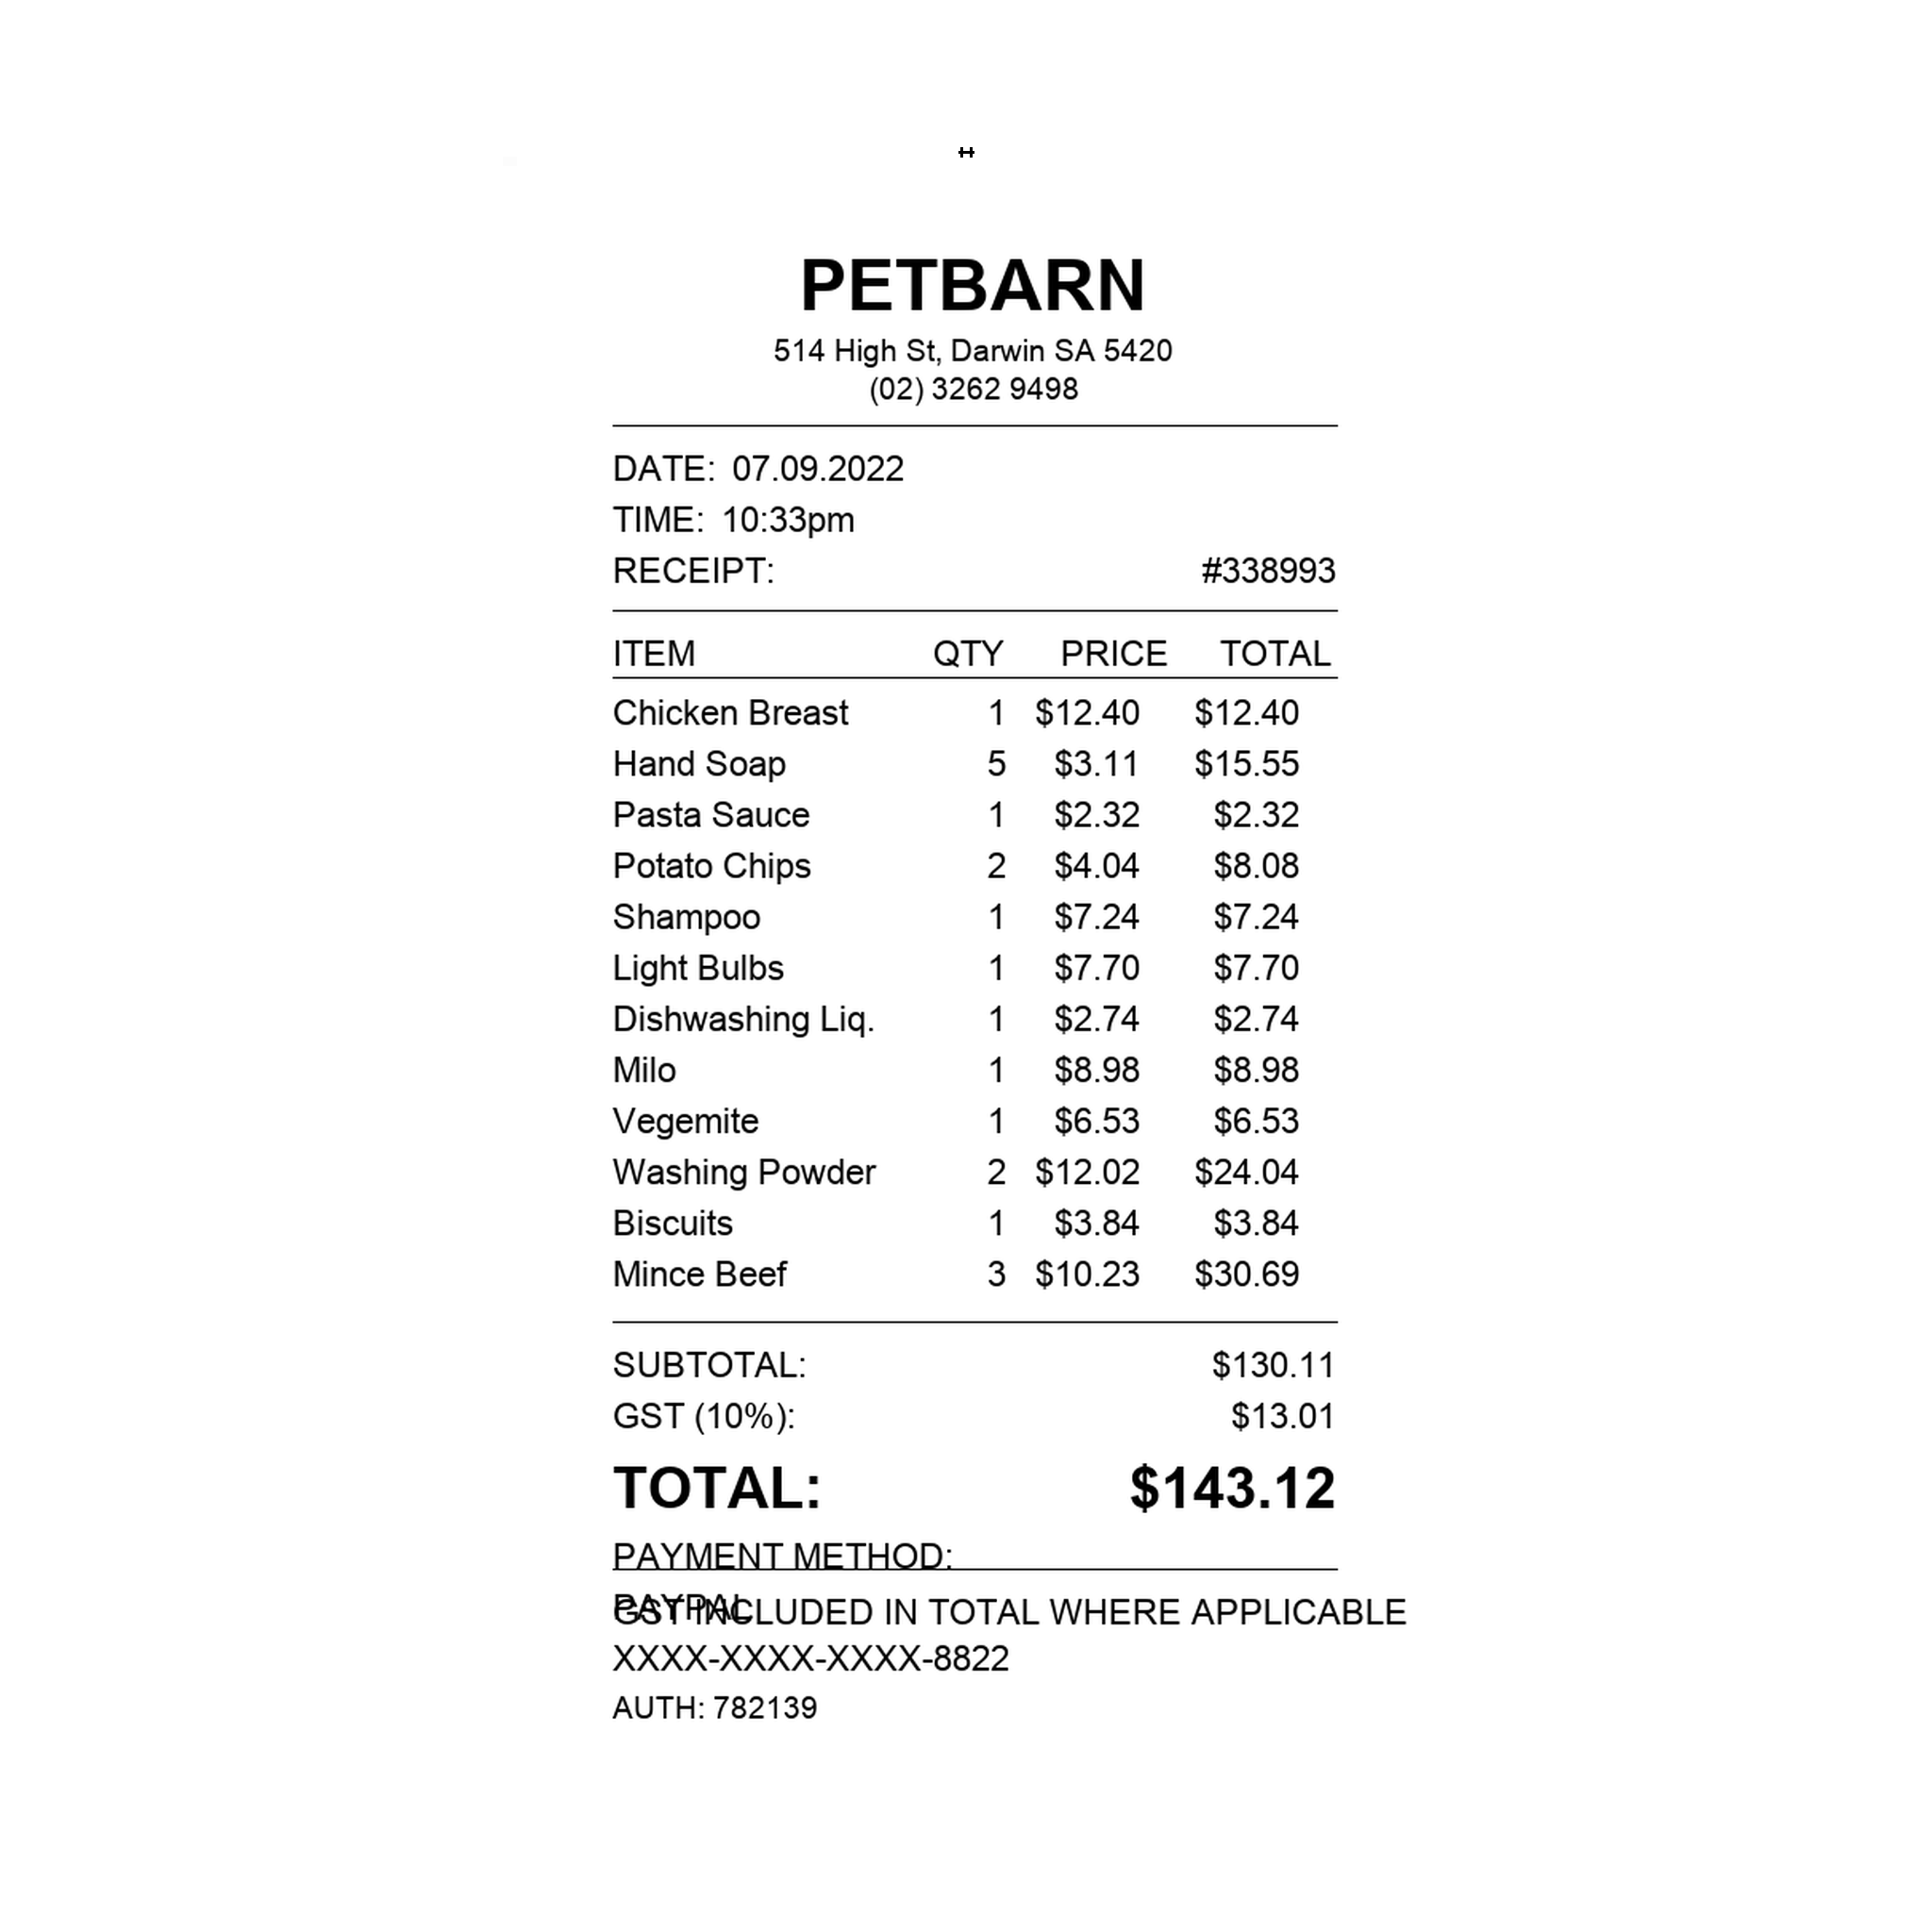 PETBARN
514 High St, Darwin SA 5420
(02) 3262 9498
DATE: 07.09.2022
TIME: 10:33pm
RECEIPT: #338993
ITEM QTY PRICE TOTAL
Chicken Breast 1 $12.40 $12.40
Hand Soap 5 $3.11 $15.55
Pasta Sauce 1 $2.32 $2.32
Potato Chips 2 $4.04 $8.08
Shampoo 1 $7.24 $7.24
Light Bulbs 1 $7.70 $7.70
Dishwashing Liq. 1 $2.74 $2.74
Milo 1 $8.98 $8.98
Vegemite 1 $6.53 $6.53
Washing Powder 2 $12.02 $24.04
Biscuits 1 $3.84 $3.84
Mince Beef 3 $10.23 $30.69
SUBTOTAL: $130.11
GST (10%): $13.01
TOTAL: $143.12
PAYMENT METHOD:
PAYPAL
GST INCLUDED IN TOTAL WHERE APPLICABLE
XXXX-XXXX-XXXX-8822
AUTH: 782139